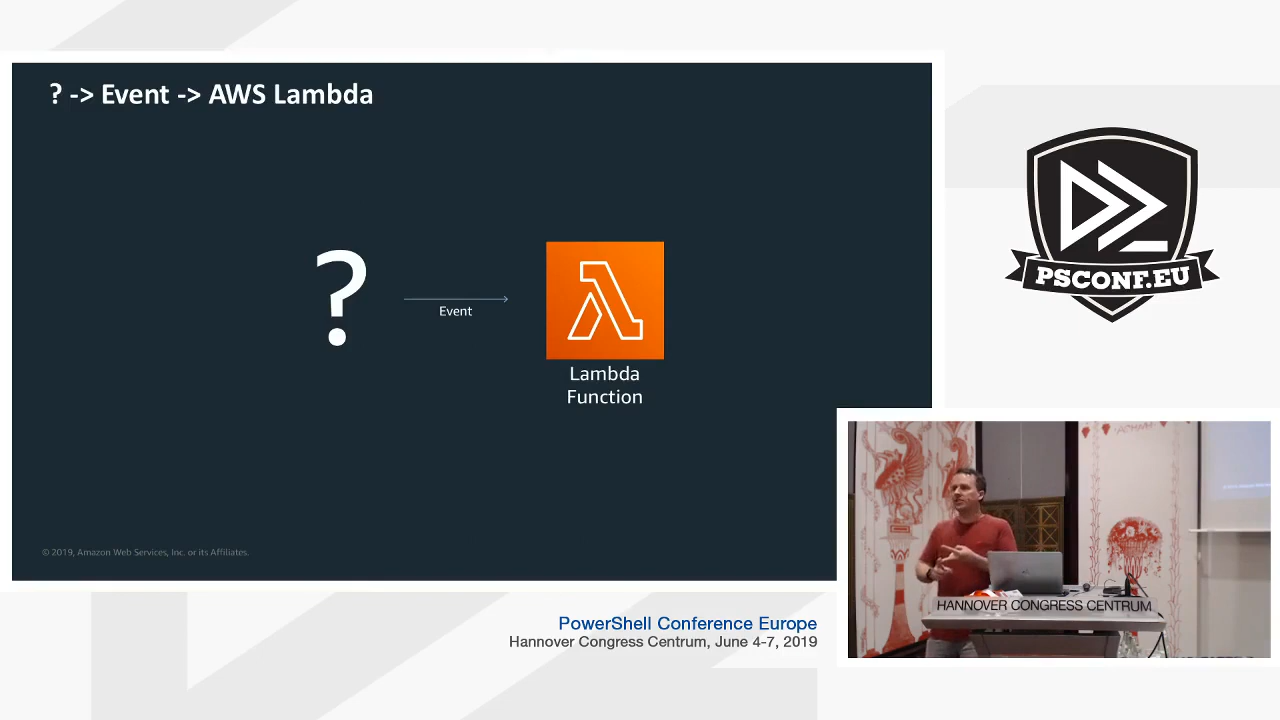 ? -> Event -> AWS Lambda
?
Event
Lambda
Function
© 2019, Amazon Web Services, Inc. or its Affiliates.
PSCONF.EU
HANNOVER CONGRESS CENTRUM
PowerShell Conference Europe
Hannover Congress Centrum, June 4-7, 2019